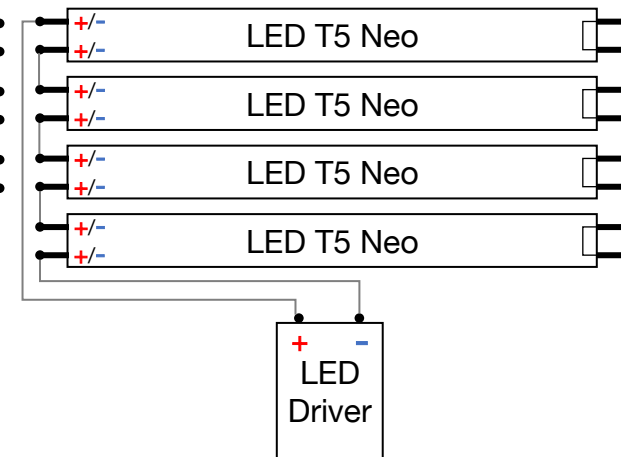 +/-
LED T5 Neo
+/-
+/-
LED T5 Neo
+/-
+/-
LED T5 Neo
+/-
+/-
LED T5 Neo
+/-
+ -
LED
Driver